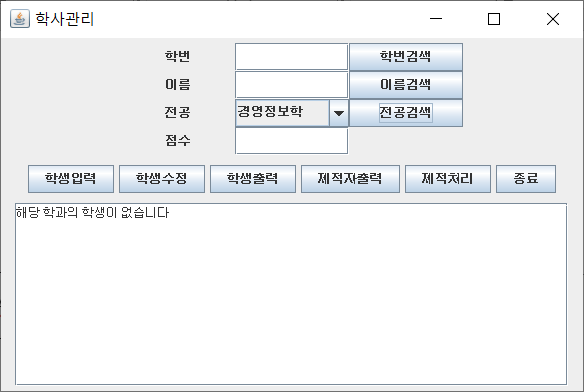 학사관리
학번 학번검색
이름 이름검색
전공 경영정보학 전공검색
점수
학생입력 학생수정 학생출력 제적자출력 제적처리 종료
해당 학과의 학생이 없습니다